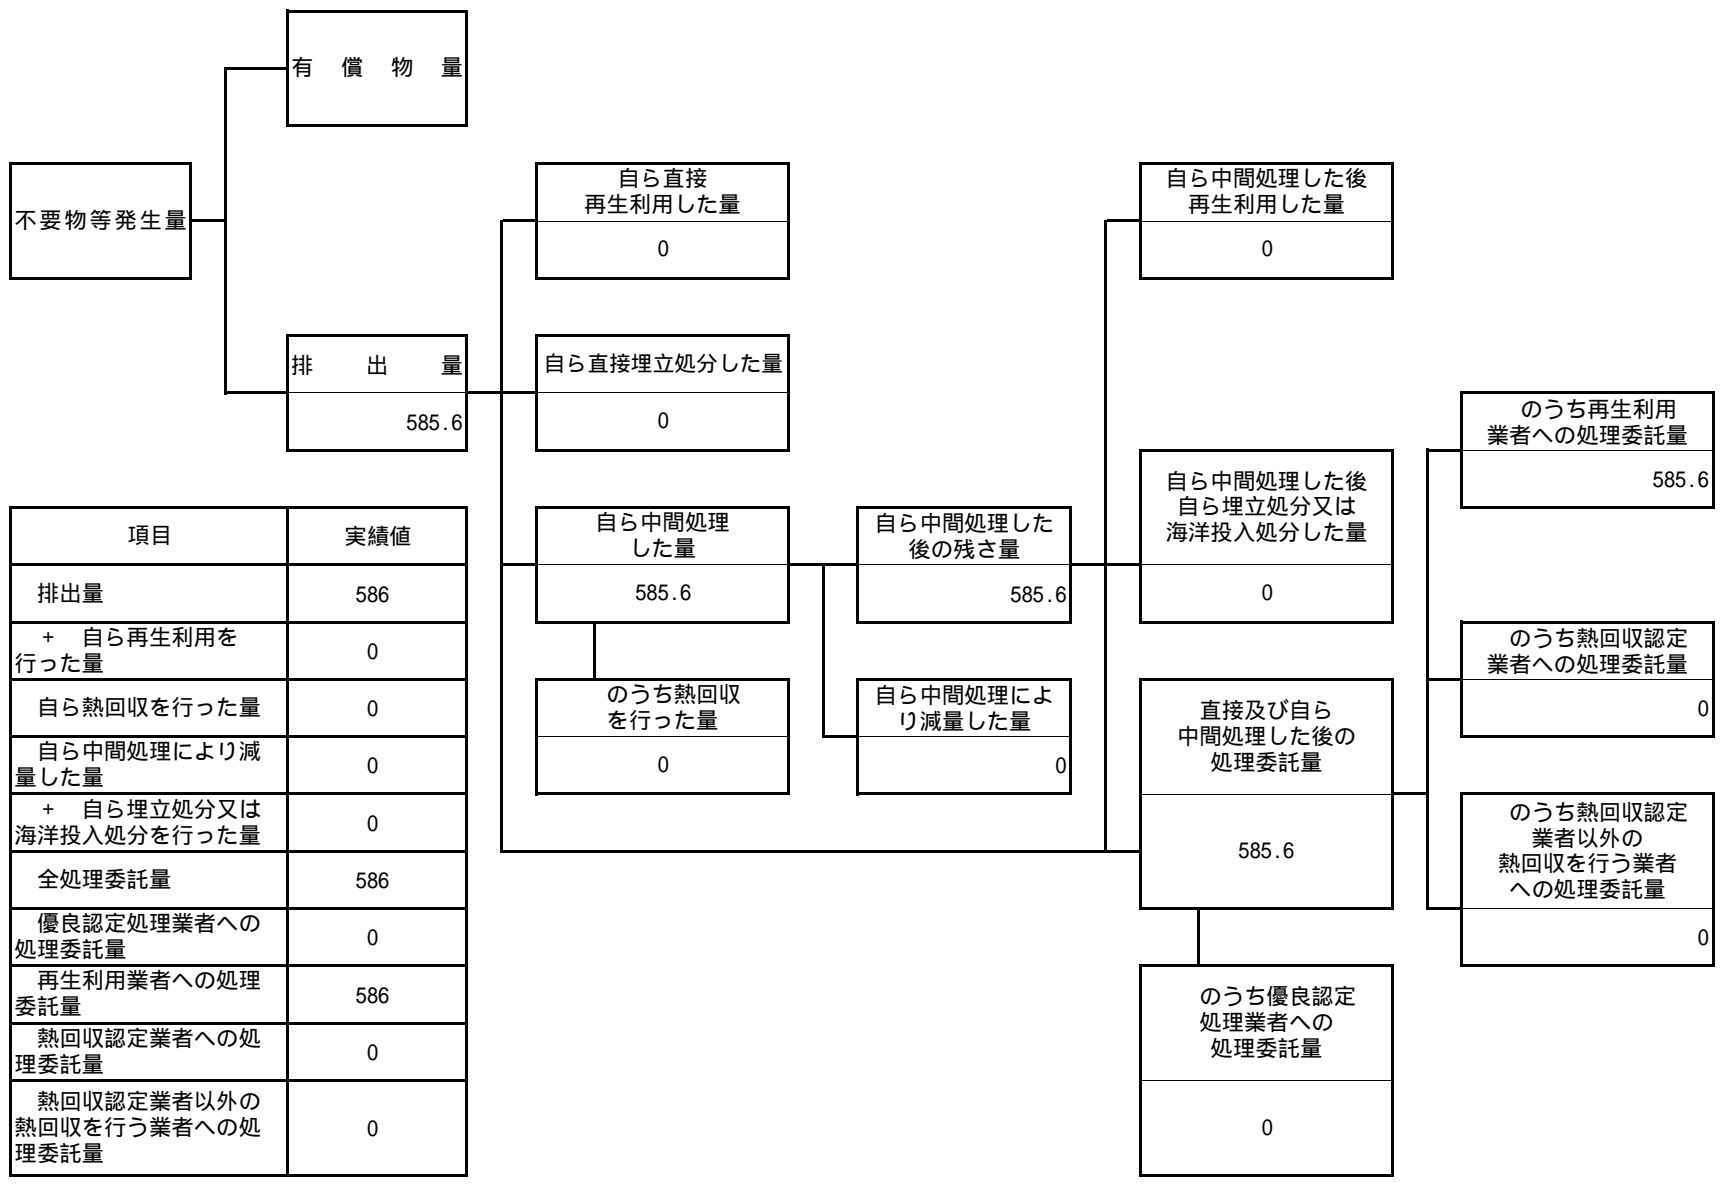 有償物量
不要物等発生量
排出量
585.6
自ら直接
再生利用した量
0
自ら直接埋立処分した量
0
自ら中間処理
した量
585.6
のうち熱回収
を行った量
0
自ら中間処理した
後の残さ量
585.6
自ら中間処理によ
り減量した量
0
自ら中間処理した後
再生利用した量
0
自ら中間処理した後
自ら埋立処分又は
海洋投入処分した量
0
直接及び自ら
中間処理した後の
処理委託量
585.6
のうち優良認定
処理業者への
処理委託量
0
のうち再生利用
業者への処理委託量
585.6
のうち熱回収認定
業者への処理委託量
0
のうち熱回収認定
業者以外の
熱回収を行う業者
への処理委託量
0
項目 実績値
排出量 586
+ 自ら再生利用を
行った量 0
自ら熱回収を行った量 0
自ら中間処理により減
量した量 0
+ 自ら埋立処分又は
海洋投入処分を行った量 0
全処理委託量 586
優良認定処理業者への
処理委託量 0
再生利用業者への処理
委託量 586
熱回収認定業者への処
理委託量 0
熱回収認定業者以外の
熱回収を行う業者への処
理委託量 0